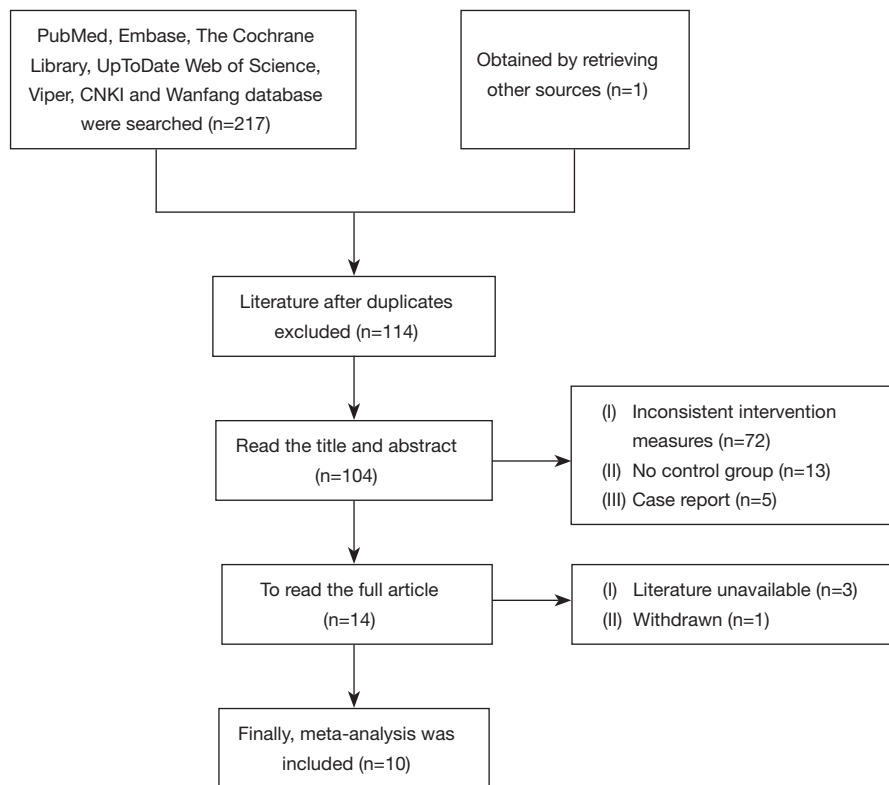 PubMed, Embase, The Cochrane
Library, UpToDate Web of Science,
Viper, CNKI and Wanfang database
were searched (n=217)
Obtained by retrieving
other sources (n=1)
Literature after duplicates
excluded (n=114)
Read the title and abstract
(n=104)
(I) Inconsistent intervention
measures (n=72)
(II) No control group (n=13)
(III) Case report (n=5)
To read the full article
(n=14)
(I) Literature unavailable (n=3)
(II) Withdrawn (n=1)
Finally, meta-analysis was
included (n=10)